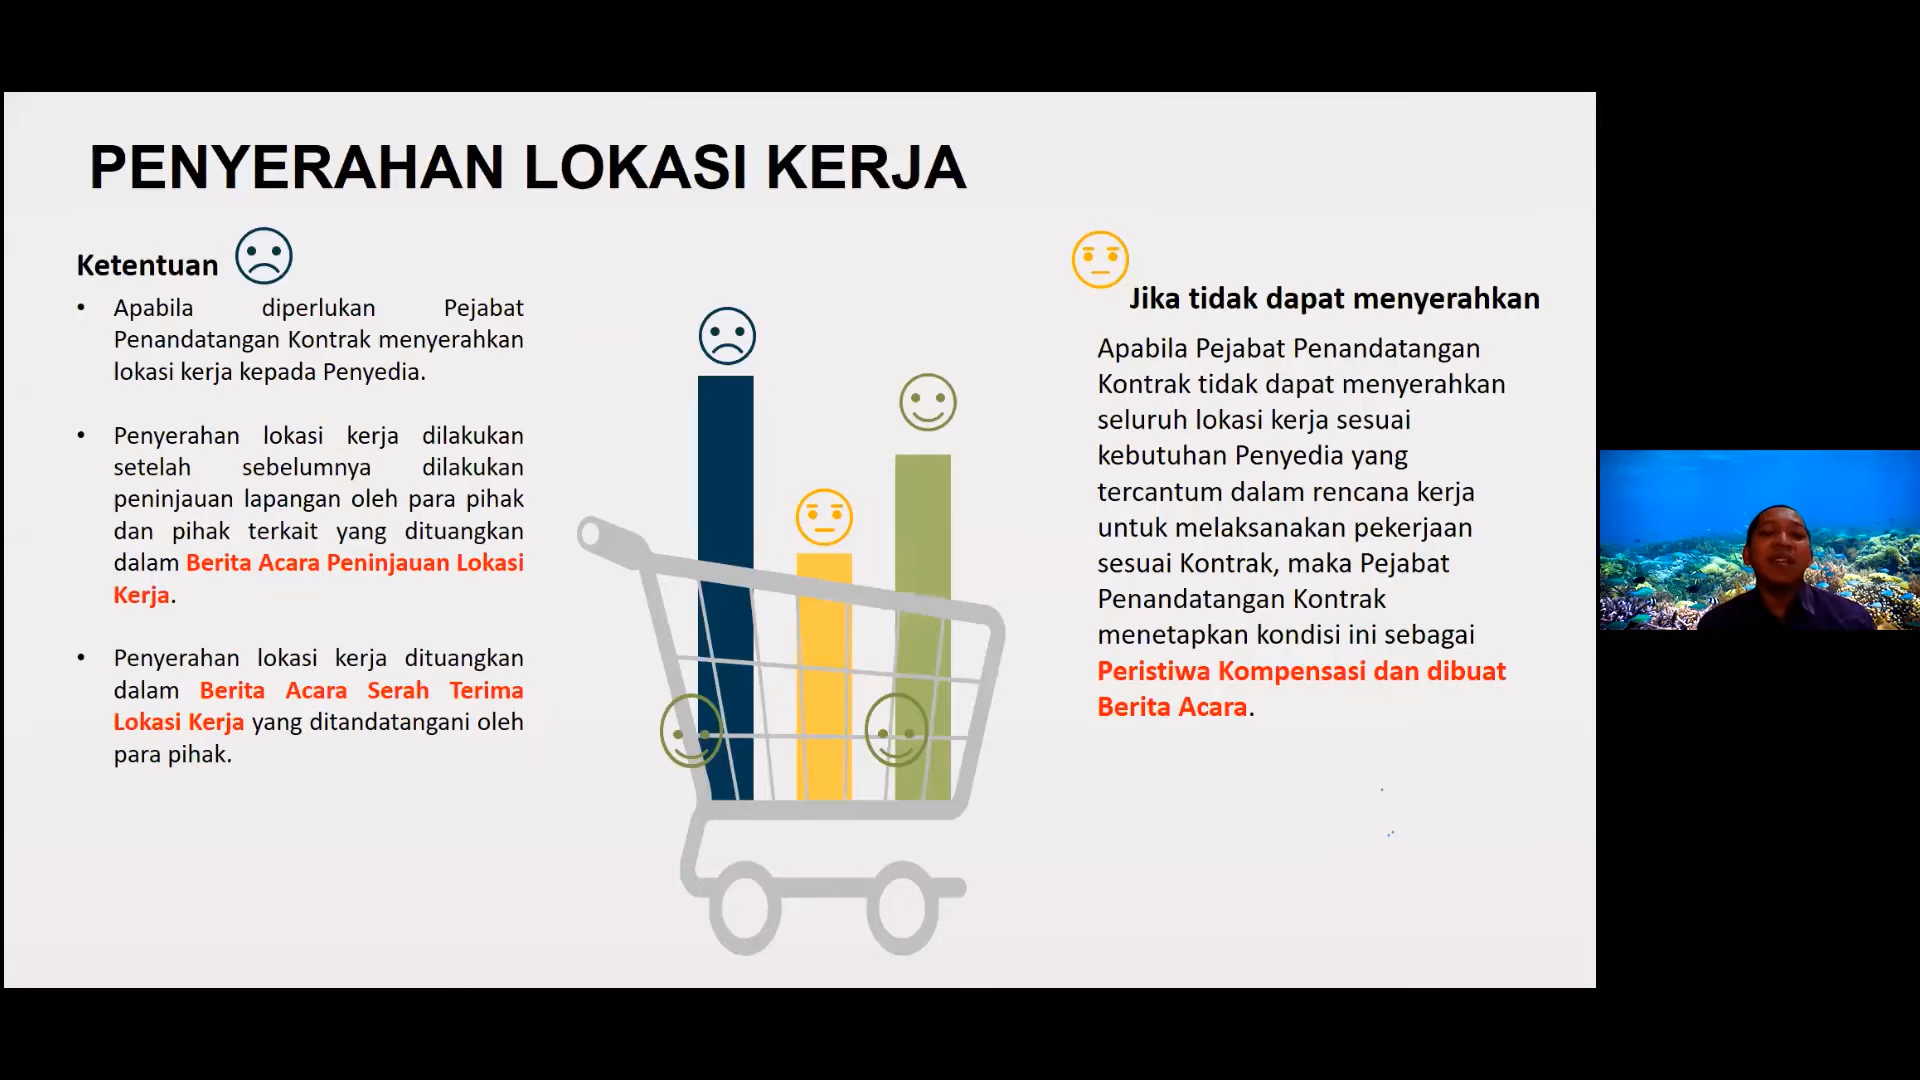 PENYERAHAN LOKASI KERJA
Ketentuan
• Apabila diperlukan Pejabat
Penandatangan Kontrak menyerahkan
lokasi kerja kepada Penyedia.
• Penyerahan lokasi kerja dilakukan
setelah sebelumnya dilakukan
peninjauan lapangan oleh para pihak
dan pihak terkait yang dituangkan
dalam Berita Acara Peninjauan Lokasi
Kerja.
• Penyerahan lokasi kerja dituangkan
dalam Berita Acara Serah Terima
Lokasi Kerja yang ditandatangani oleh
para pihak.
Jika tidak dapat menyerahkan
Apabila Pejabat Penandatangan
Kontrak tidak dapat menyerahkan
seluruh lokasi kerja sesuai
kebutuhan Penyedia yang
tercantum dalam rencana kerja
untuk melaksanakan pekerjaan
sesuai Kontrak, maka Pejabat
Penandatangan Kontrak
menetapkan kondisi ini sebagai
Peristiwa Kompensasi dan dibuat
Berita Acara.